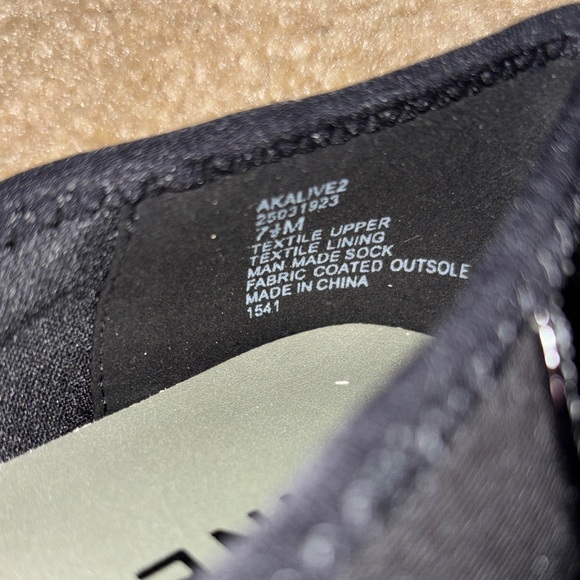 AKALIVE2
25031923
7½M
TEXTILE UPPER
TEXTILE LINING
MAN MADE SOCK
FABRIC COATED OUTSOLE
MADE IN CHINA
1541